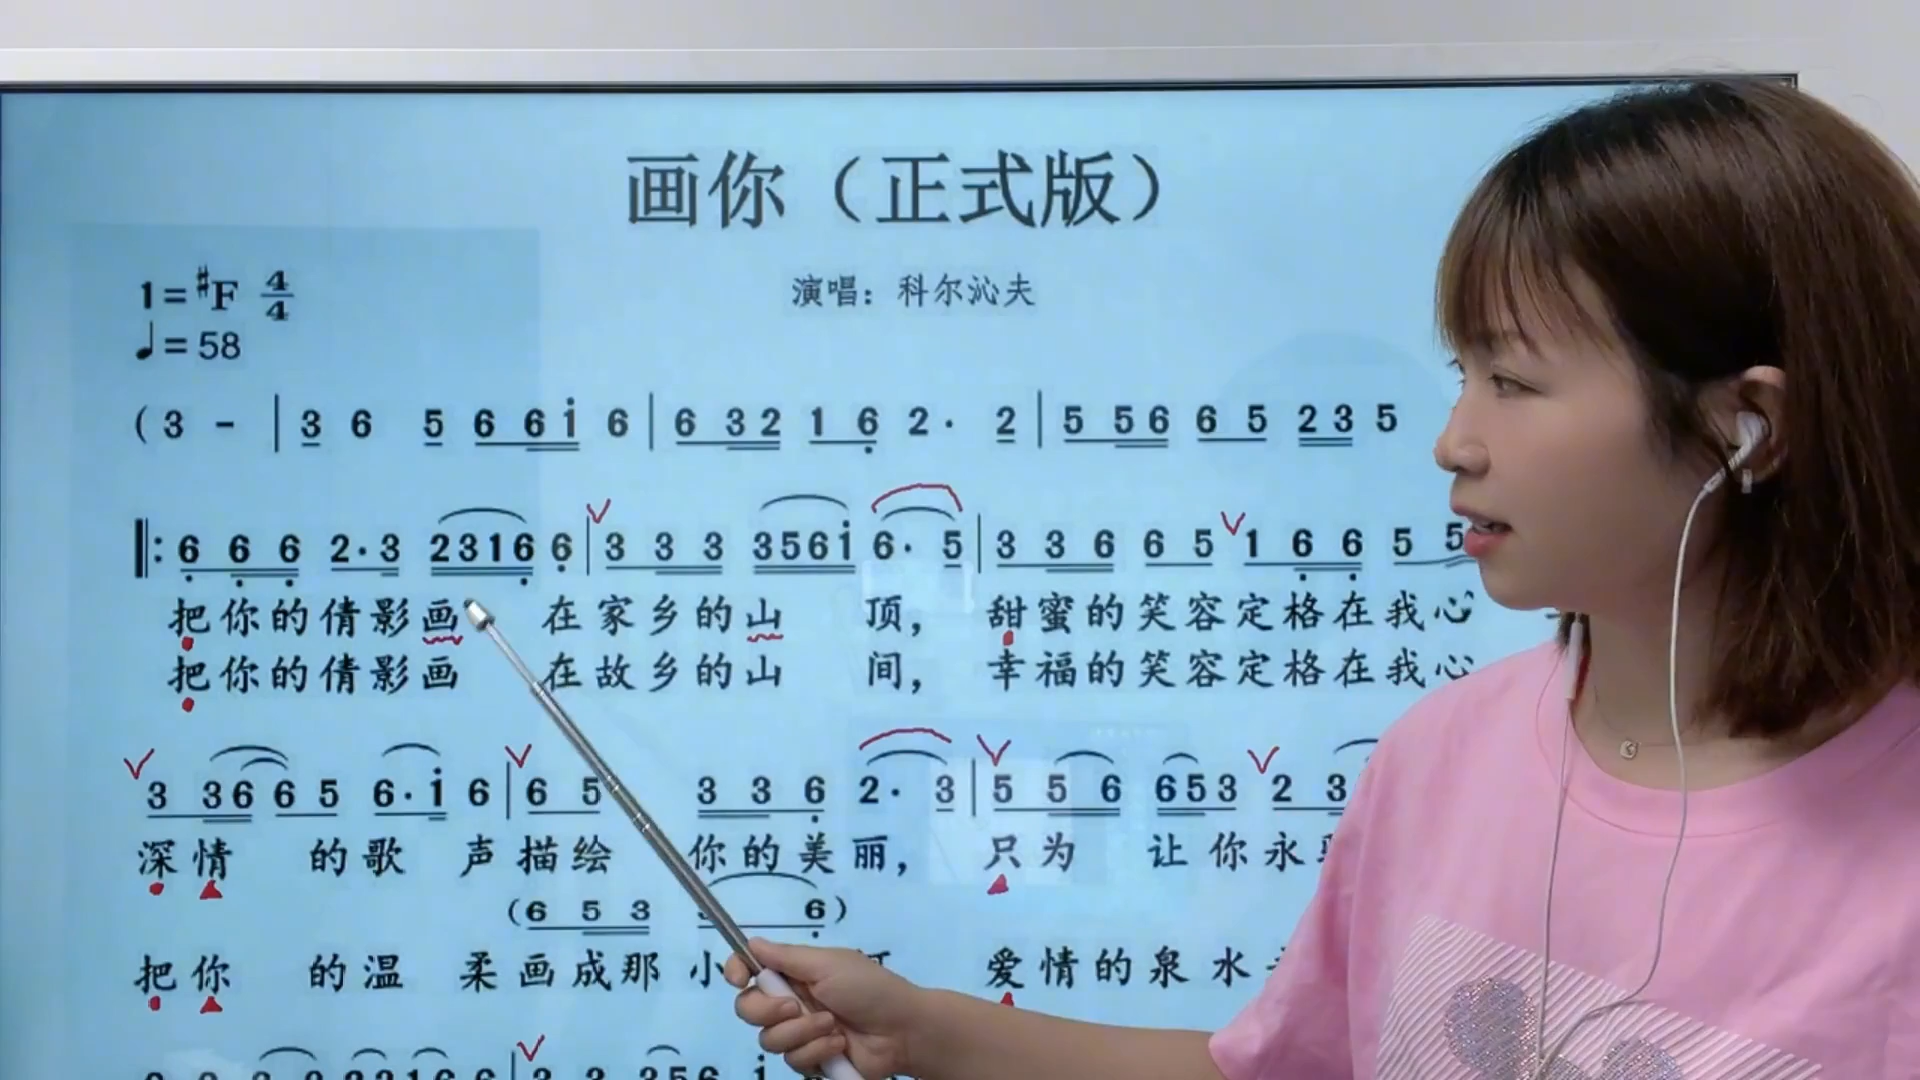 画你（正式版）
演唱：科尔沁夫
1=#F 4/4
♩=58
(3 - | 3 6 5 6 6 i 6 | 6 3 2 1 6 2· 2 | 5 5 6 6 5 2 3 5
‖: 6 6 6 2·3 2316 6 | 3 3 3 356i 6· 5 | 3 3 6 6 5 1 6 6 5 5
把你的倩影画 在家乡的山 顶，甜蜜的笑容定格在我心
把你的倩影画 在故乡的山 间，幸福的笑容定格在我心
3 3 6 6 5 6·i 6 | 6 5 3 3 6 2· 3 | 5 5 6 6 5 3 2 3
深情 的歌 声描绘 你的美丽，只为 让你永
(6 5 3 6)
把你 的温 柔画成那小 爱情的泉水